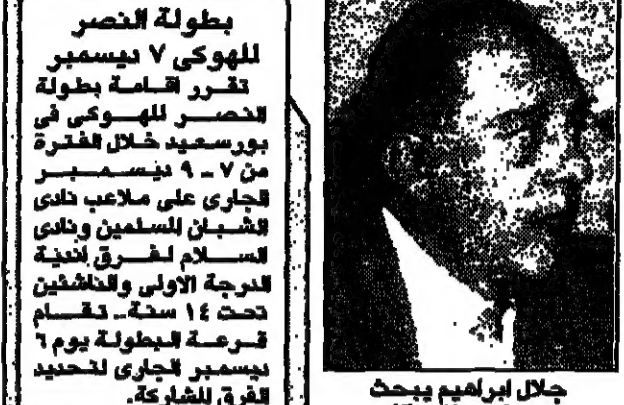 بطولة النصر
للهوكى ٧ ديسمبر
تقرر اقامة بطولة
النصر للهوكى فى
بورسعيد خلال الفترة
من ٧ ـ ٩ ديسمبر
الجارى على ملاعب نادى
الشبان المسلمين ونادى
السلام لفرق اندية
الدرجة الاولى والناشئين
تحت ١٤ سنة ـ تقام
قرعة البطولة يوم ٦
ديسمبر الجارى لتحديد
الفرق المشاركة.
جلال ابراهيم يبحث